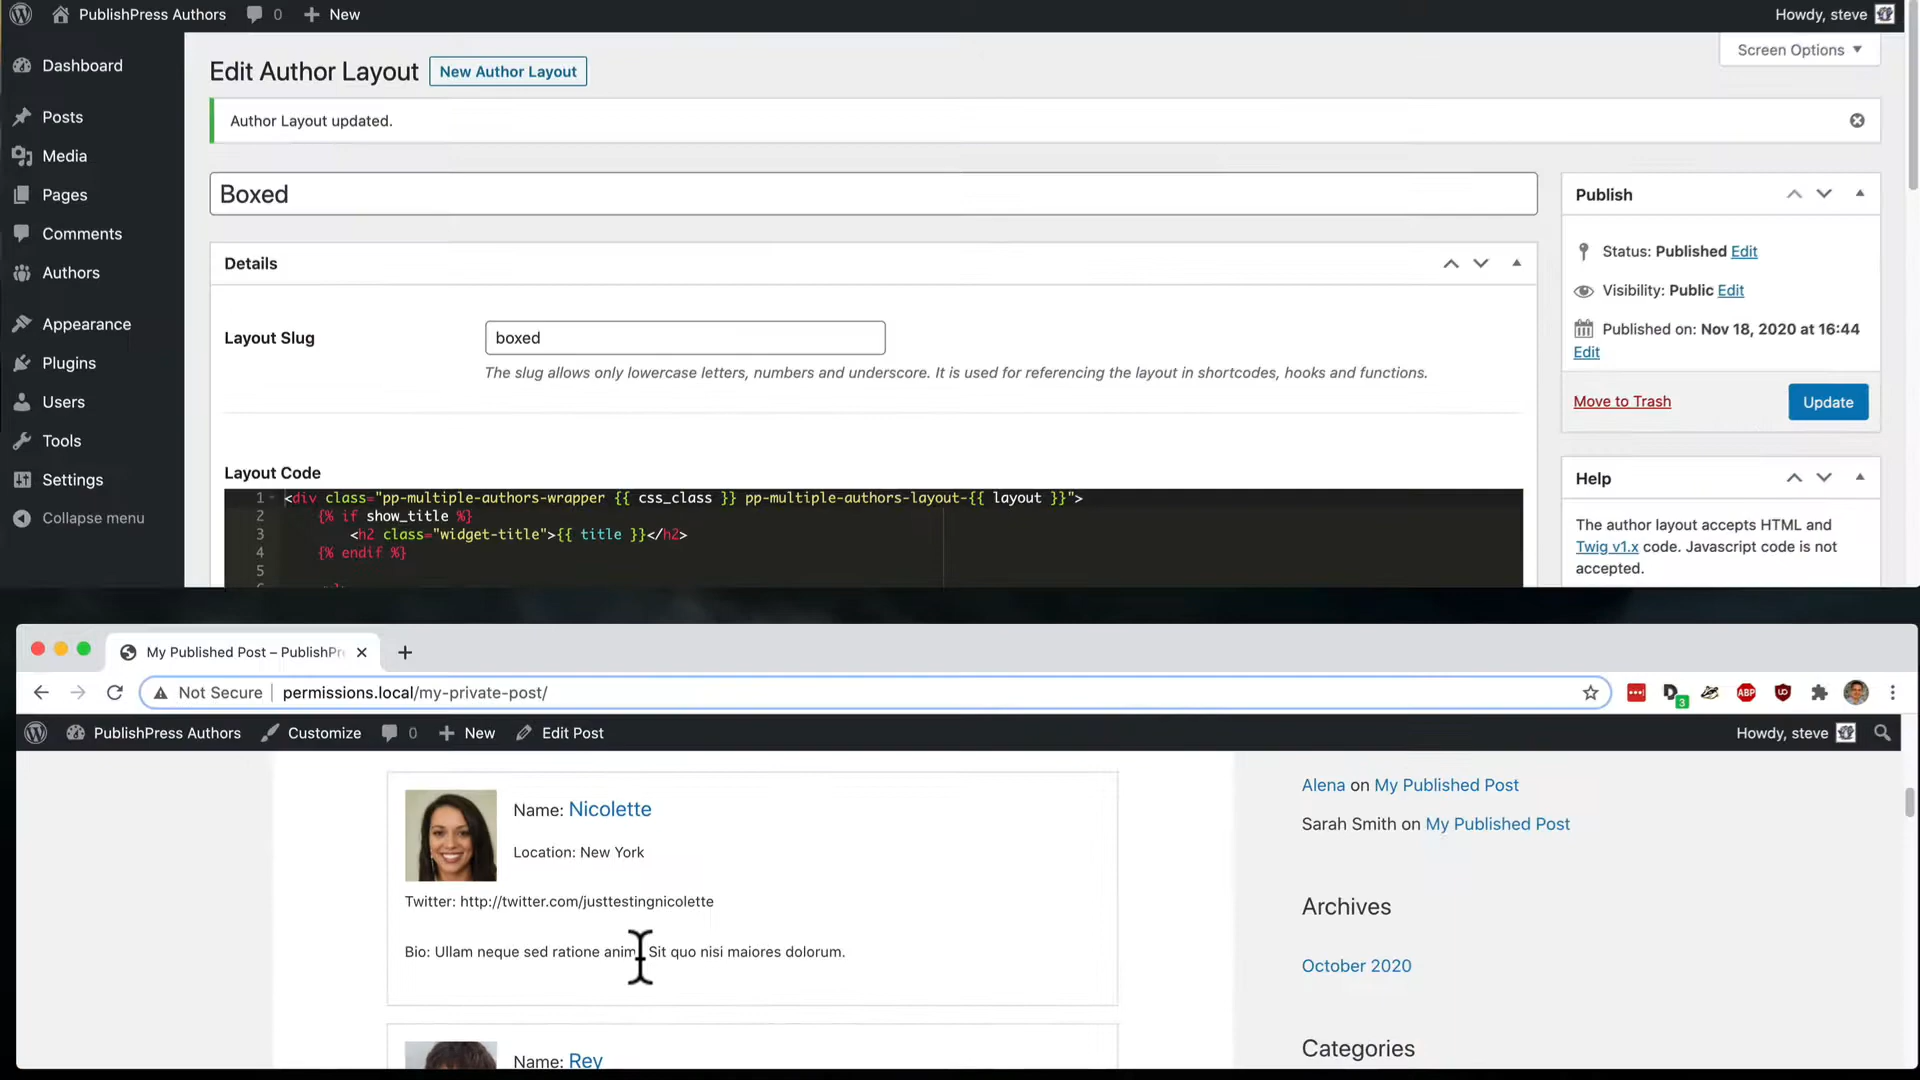 PublishPress Authors 0 New Howdy, steve
Screen Options
Dashboard
Posts
Media
Pages
Comments
Authors
Appearance
Plugins
Users
Tools
Settings
Collapse menu
Edit Author Layout New Author Layout
Author Layout updated.
Boxed
Details
Layout Slug boxed
The slug allows only lowercase letters, numbers and underscore. It is used for referencing the layout in shortcodes, hooks and functions.
Layout Code
1 <div class="pp-multiple-authors-wrapper {{ css_class }} pp-multiple-authors-layout-{{ layout }}">
2 {% if show_title %}
3 <h2 class="widget-title">{{ title }}</h2>
4 {% endif %}
5
Publish
Status: Published Edit
Visibility: Public Edit
Published on: Nov 18, 2020 at 16:44
Edit
Move to Trash Update
Help
The author layout accepts HTML and
Twig v1.x code. Javascript code is not
accepted.
My Published Post – PublishPr
Not Secure permissions.local/my-private-post/
3 ABP
PublishPress Authors Customize 0 New Edit Post Howdy, steve
Name: Nicolette
Location: New York
Twitter: http://twitter.com/justtestingnicolette
Bio: Ullam neque sed ratione Sit quo nisi maiores dolorum.
Name: Rey
Alena on My Published Post
Sarah Smith on My Published Post
Archives
October 2020
Categories